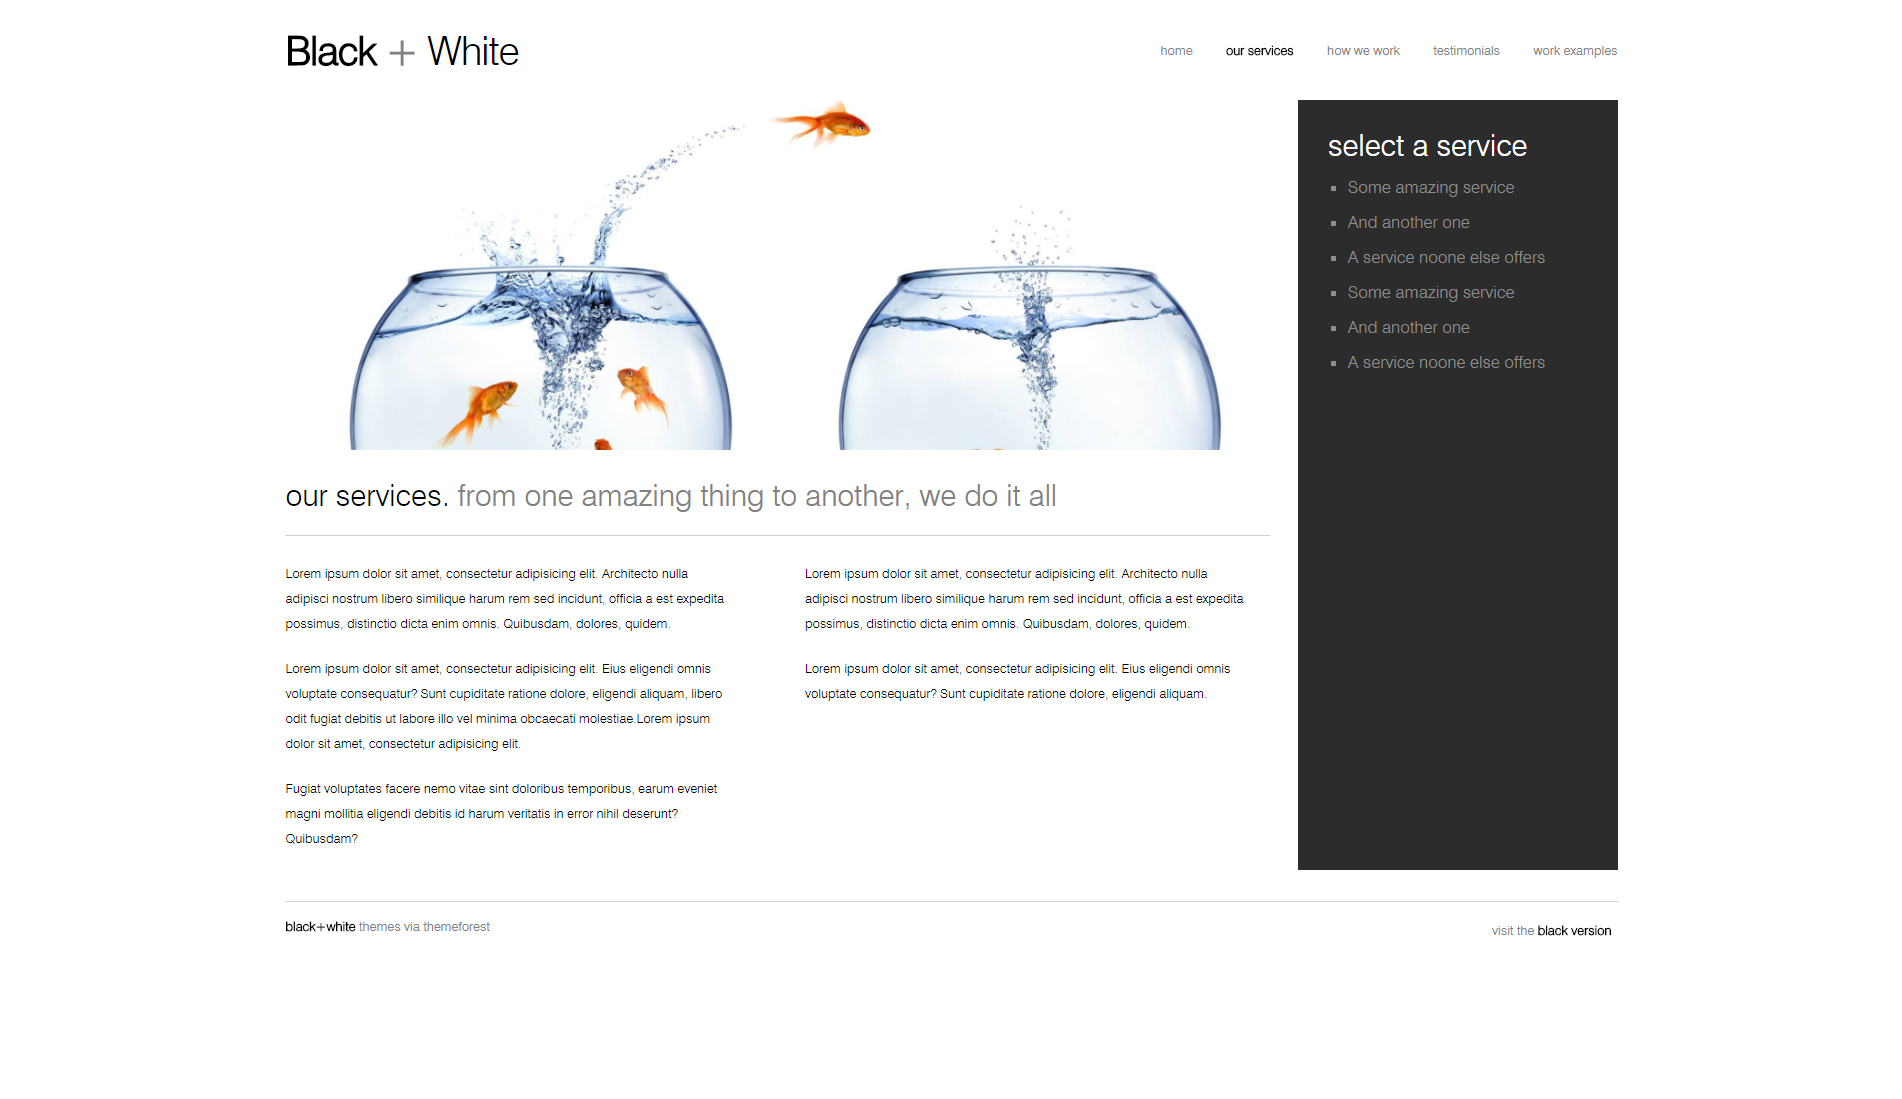 Black + White
home our services how we work testimonials work examples
select a service
Some amazing service
And another one
A service noone else offers
Some amazing service
And another one
A service noone else offers
our services. from one amazing thing to another, we do it all
Lorem ipsum dolor sit amet, consectetur adipisicing elit. Architecto nulla
adipisci nostrum libero similique harum rem sed incidunt, officia a est expedita
possimus, distinctio dicta enim omnis. Quibusdam, dolores, quidem.
Lorem ipsum dolor sit amet, consectetur adipisicing elit. Eius eligendi omnis
voluptate consequatur? Sunt cupiditate ratione dolore, eligendi aliquam, libero
odit fugiat debitis ut labore illo vel minima obcaecati molestiae.Lorem ipsum
dolor sit amet, consectetur adipisicing elit.
Fugiat voluptates facere nemo vitae sint doloribus temporibus, earum eveniet
magni mollitia eligendi debitis id harum veritatis in error nihil deserunt?
Quibusdam?
Lorem ipsum dolor sit amet, consectetur adipisicing elit. Architecto nulla
adipisci nostrum libero similique harum rem sed incidunt, officia a est expedita
possimus, distinctio dicta enim omnis. Quibusdam, dolores, quidem.
Lorem ipsum dolor sit amet, consectetur adipisicing elit. Eius eligendi omnis
voluptate consequatur? Sunt cupiditate ratione dolore, eligendi aliquam.
black+white themes via themeforest
visit the black version